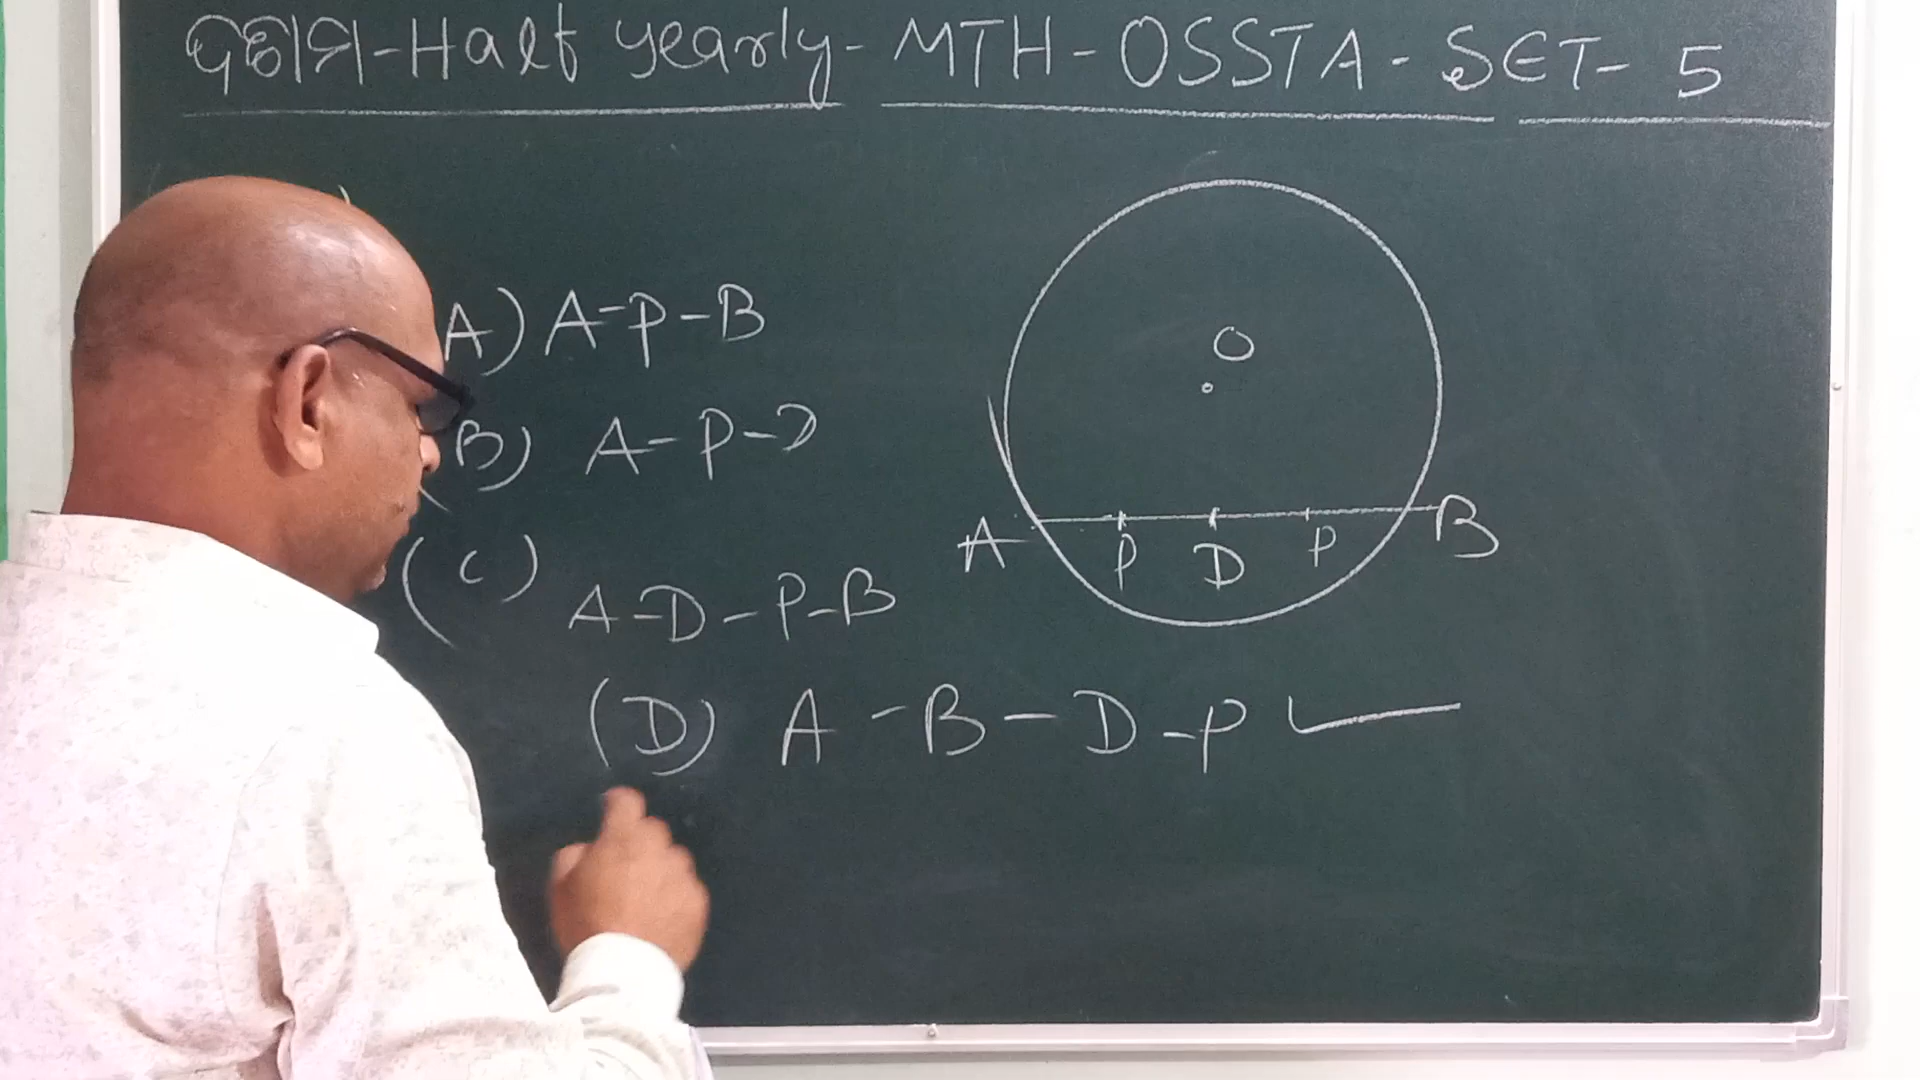 ଦଶମ-Half yearly-MTH-OSSTA-SET-5
A) A-P-B
O
B) A-P-D
A P D P B
(C) A-D-P-B
(D) A-B-D-P